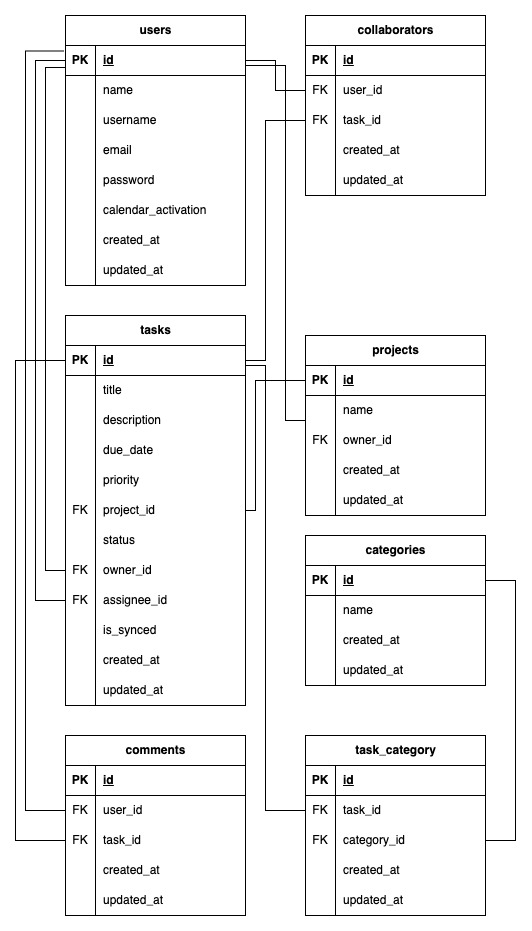 users
PK id
name
username
email
password
calendar_activation
created_at
updated_at
collaborators
PK id
FK user_id
FK task_id
created_at
updated_at
tasks
PK id
title
description
due_date
priority
FK project_id
status
FK owner_id
FK assignee_id
is_synced
created_at
updated_at
projects
PK id
name
FK owner_id
created_at
updated_at
categories
PK id
name
created_at
updated_at
comments
PK id
FK user_id
FK task_id
created_at
updated_at
task_category
PK id
FK task_id
FK category_id
created_at
updated_at